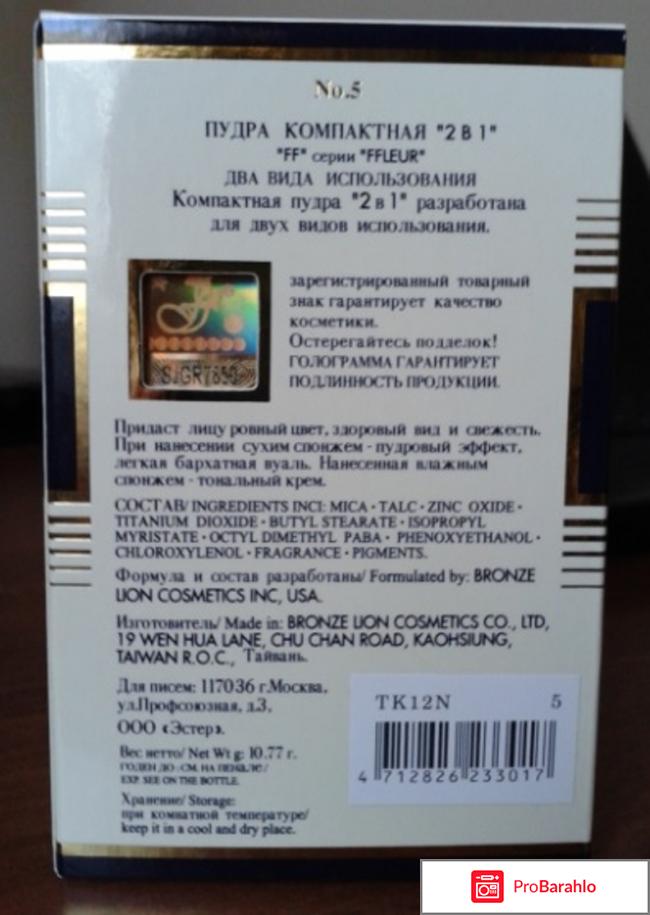 No.5
ПУДРА КОМПАКТНАЯ "2 В 1"
"FF" серии "FFLEUR"
ДВА ВИДА ИСПОЛЬЗОВАНИЯ
Компактная пудра "2 в 1" разработана
для двух видов использования.
зарегистрированный товарный
знак гарантирует качество
косметики.
Остерегайтесь подделок!
ГОЛОГРАММА ГАРАНТИРУЕТ
ПОДЛИННОСТЬ ПРОДУКЦИИ.
Придаст лицу ровный цвет, здоровый вид и свежесть.
При нанесении сухим спонжем - пудровый эффект,
легкая бархатная вуаль. Нанесенная влажным
спонжем - тональный крем.
СОСТАВ/ INGREDIENTS INCI: MICA · TALC · ZINC OXIDE ·
TITANIUM DIOXIDE · BUTYL STEARATE · ISOPROPYL
MYRISTATE · OCTYL DIMETHYL PABA · PHENOXYETHANOL ·
CHLOROXYLENOL · FRAGRANCE · PIGMENTS.
Формула и состав разработаны/ Formulated by: BRONZE
LION COSMETICS INC, USA.
Изготовитель/ Made in: BRONZE LION COSMETICS CO., LTD,
19 WEN HUA LANE, CHU CHAN ROAD, KAOHSIUNG,
TAIWAN R.O.C., Тайвань.
Для писем: 117036 г.Москва,
ул.Профсоюзная, д.3,
ООО «Эстер».
Вес нетто/ Net Wt g: 10.77 г.
ГОДЕН ДО: СМ. НА ПЕНАЛЕ/
EXP. SEE ON THE BOTTLE.
Хранение/ Storage:
при комнатной температуре/
keep it in a cool and dry place.
TK12N 5
4 712826 233017
ProBarahlo